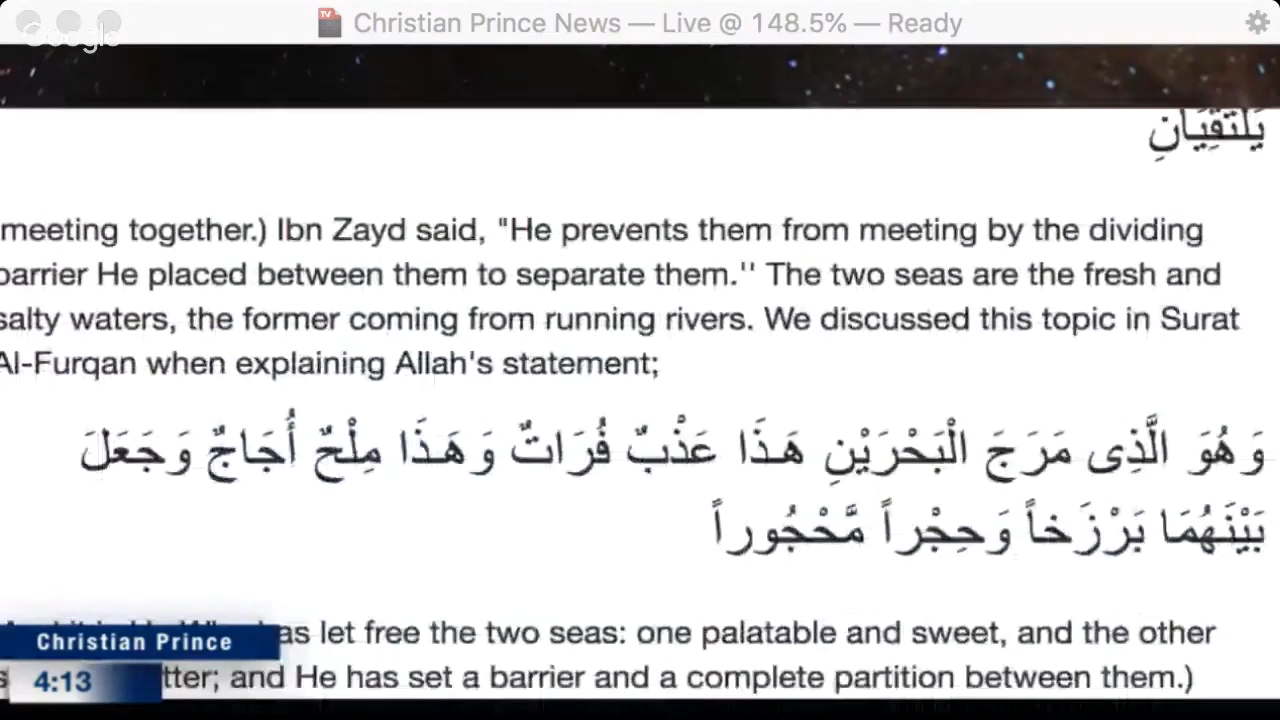 Google
Christian Prince News — Live @ 148.5% — Ready
يَلْتَقِيَانِ
meeting together.) Ibn Zayd said, "He prevents them from meeting by the dividing
barrier He placed between them to separate them.'' The two seas are the fresh and
salty waters, the former coming from running rivers. We discussed this topic in Surat
Al-Furqan when explaining Allah's statement;
وَهُوَ الَّذِى مَرَجَ الْبَحْرَيْنِ هَـذَا عَذْبٌ فُرَاتٌ وَهَـذَا مِلْحٌ أُجَاجٌ وَجَعَلَ
بَيْنَهُمَا بَرْزَخاً وَحِجْراً مَّحْجُوراً
as let free the two seas: one palatable and sweet, and the other
tter; and He has set a barrier and a complete partition between them.)
Christian Prince
4:13